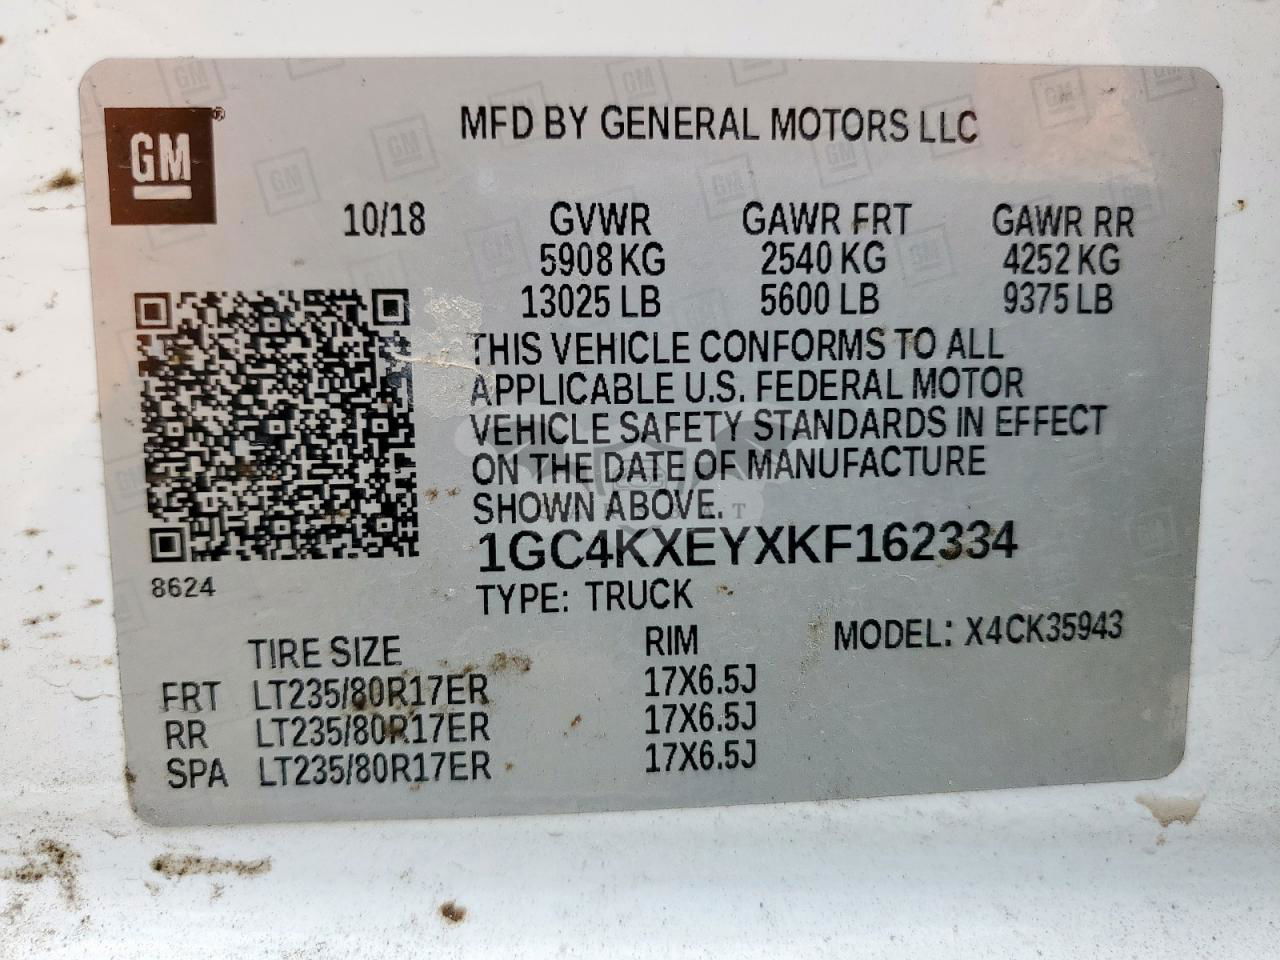 GM
MFD BY GENERAL MOTORS LLC
10/18 GVWR GAWR FRT GAWR RR
5908 KG 2540 KG 4252 KG
13025 LB 5600 LB 9375 LB
THIS VEHICLE CONFORMS TO ALL
APPLICABLE U.S. FEDERAL MOTOR
VEHICLE SAFETY STANDARDS IN EFFECT
ON THE DATE OF MANUFACTURE
SHOWN ABOVE.
1GC4KXEYXKF162334
8624
TYPE: TRUCK
MODEL: X4CK35943
TIRE SIZE RIM
FRT LT235/80R17ER 17X6.5J
RR LT235/80R17ER 17X6.5J
SPA LT235/80R17ER 17X6.5J